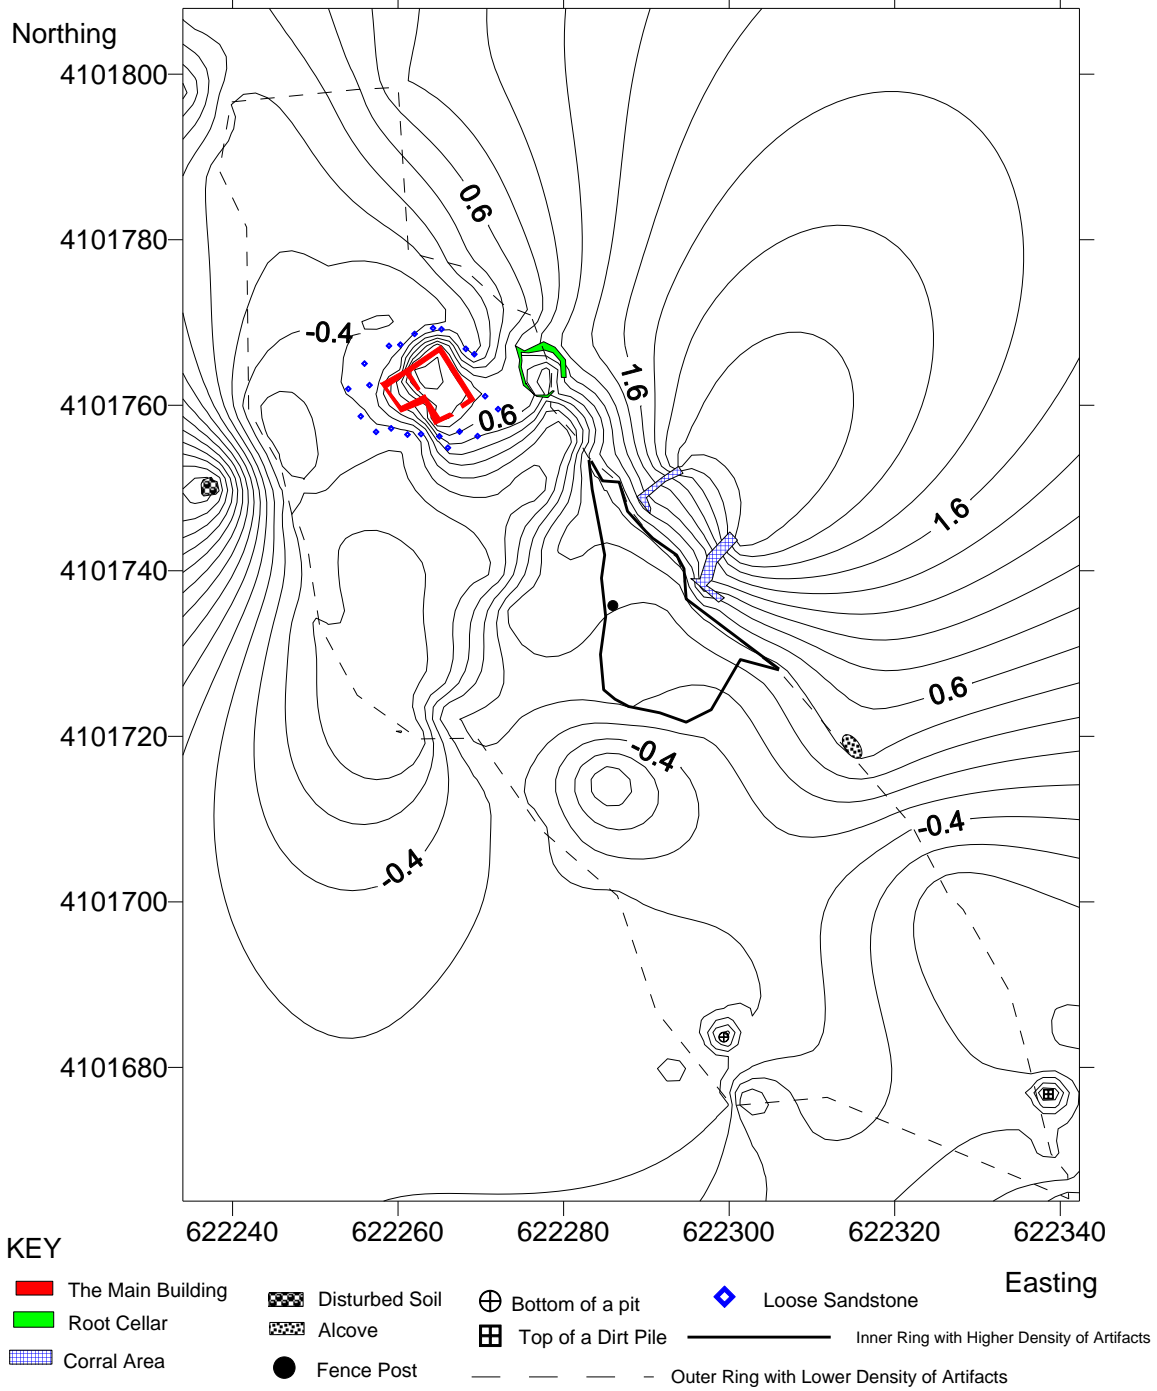 Northing
4101800
0.6
4101780
-0.4
1.6
4101760
0.6
1.6
4101740
0.6
4101720
-0.4
-0.4
-0.4
4101700
4101680
622240 622260 622280 622300 622320 622340
KEY
Easting
The Main Building
Disturbed Soil
Bottom of a pit
Loose Sandstone
Root Cellar
Alcove
Top of a Dirt Pile
Inner Ring with Higher Density of Artifacts
Corral Area
Fence Post
Outer Ring with Lower Density of Artifacts